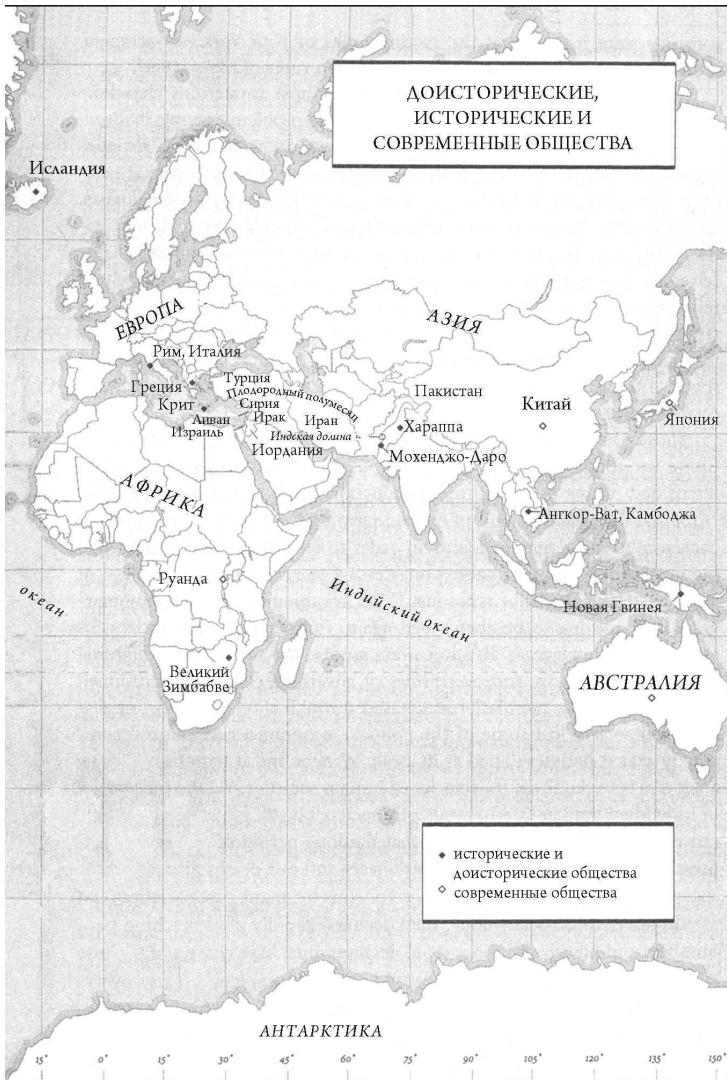 ДОИСТОРИЧЕСКИЕ,
ИСТОРИЧЕСКИЕ И
СОВРЕМЕННЫЕ ОБЩЕСТВА
Исландия
ЕВРОПА
АЗИЯ
Рим, Италия
Греция
Турция
Плодородный полумесяц
Пакистан
Крит
Сирия
Китай
Ливан
Ирак
Иран
Хараппа
Япония
Израиль
Индская долина
Иордания
Мохенджо-Даро
АФРИКА
Ангкор-Ват, Камбоджа
Руанда
океан
Индийский океан
Новая Гвинея
Великий
Зимбабве
АВСТРАЛИЯ
исторические и
доисторические общества
современные общества
АНТАРКТИКА
15° 0° 15° 30° 45° 60° 75° 90° 105° 120° 135° 150°